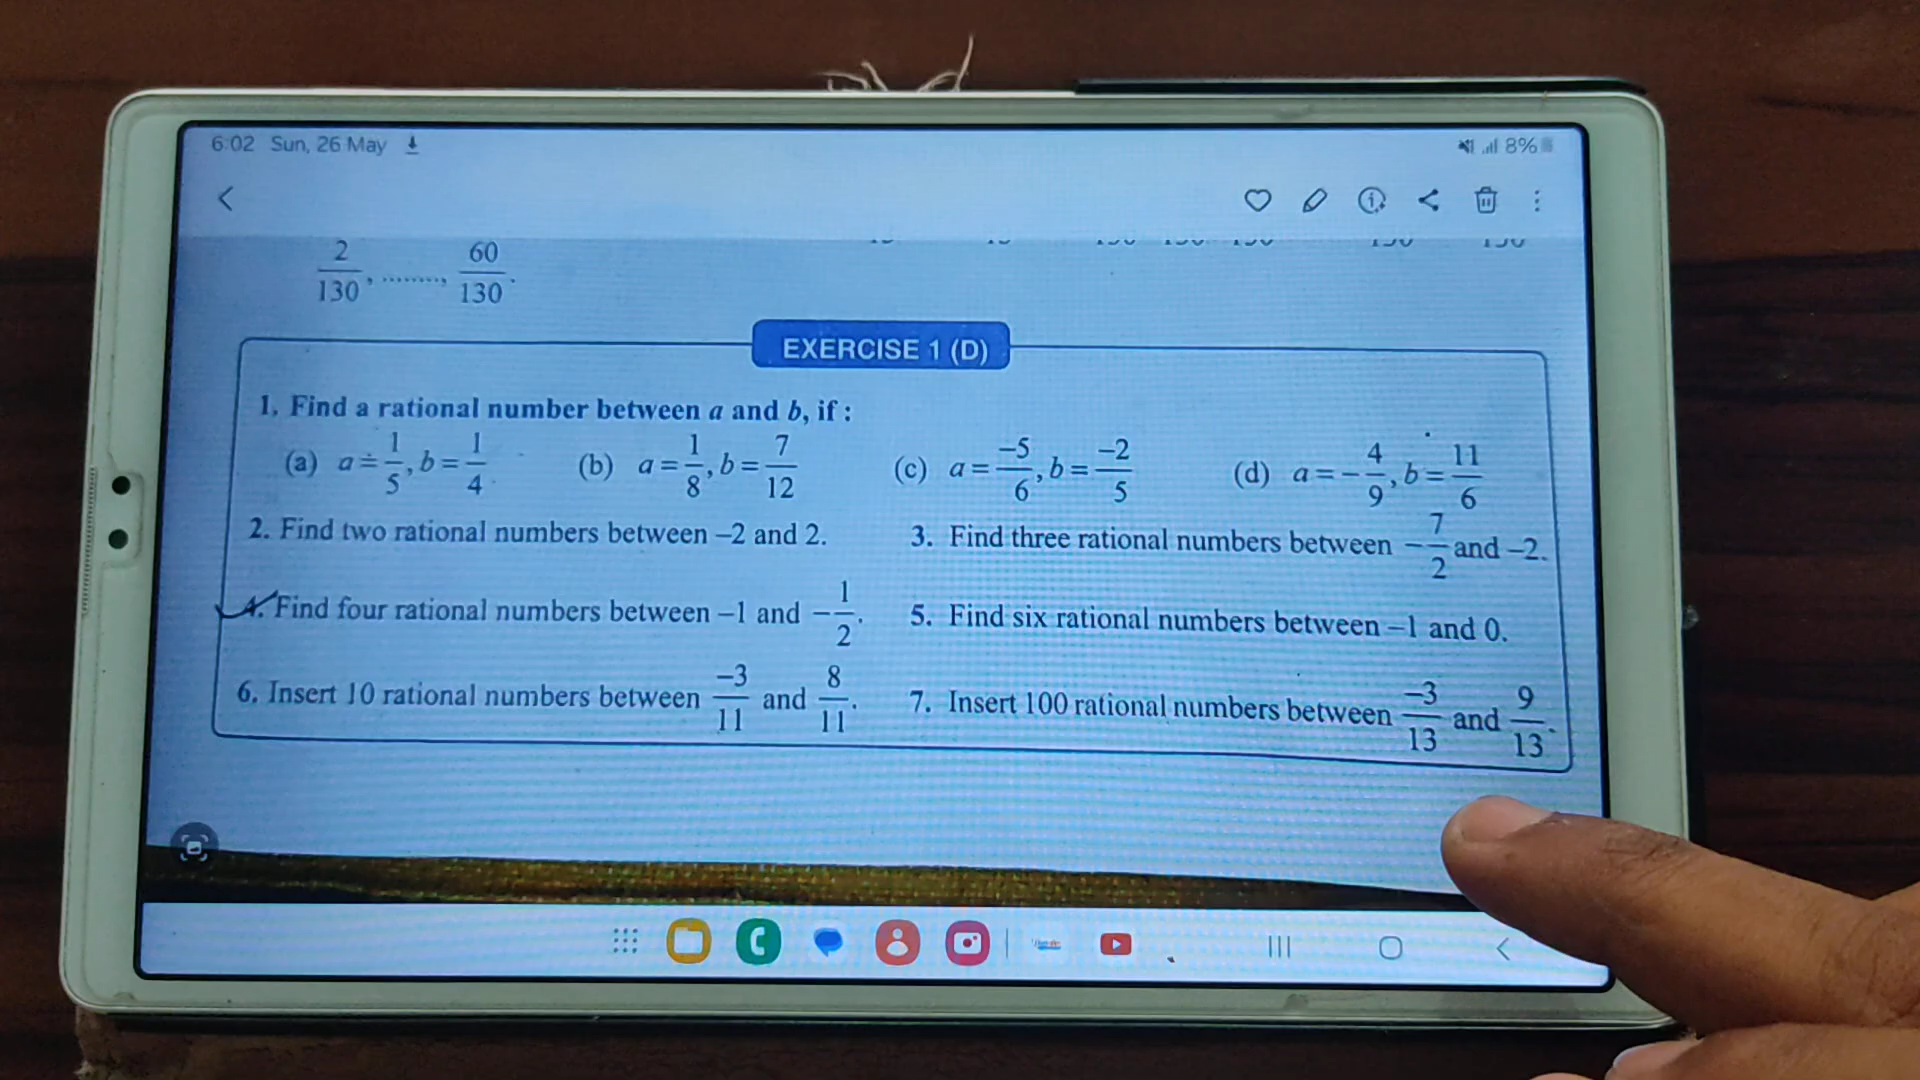 6:02 Sun, 26 May
8%
2/130, ........, 60/130.
EXERCISE 1 (D)
1. Find a rational number between a and b, if :
(a) a = 1/5, b = 1/4 (b) a = 1/8, b = 7/12 (c) a = -5/6, b = -2/5 (d) a = -4/9, b = 11/6
2. Find two rational numbers between -2 and 2. 3. Find three rational numbers between -7/2 and -2.
4. Find four rational numbers between -1 and -1/2. 5. Find six rational numbers between -1 and 0.
6. Insert 10 rational numbers between -3/11 and 8/11. 7. Insert 100 rational numbers between -3/13 and 9/13.